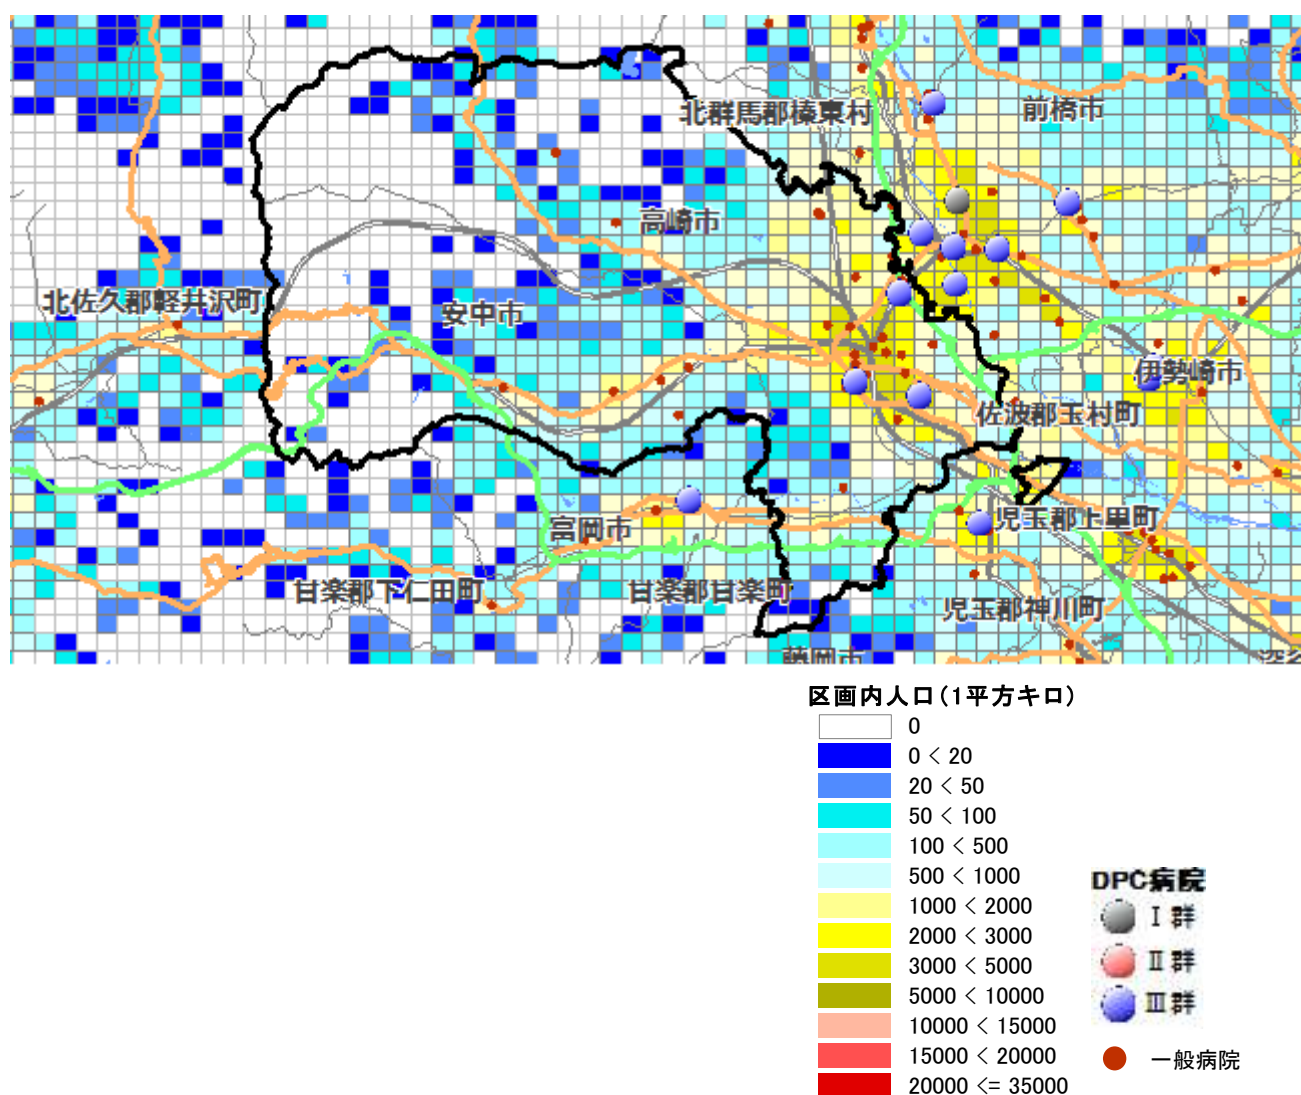 北群馬郡榛東村
前橋市
高崎市
北佐久郡軽井沢町
安中市
伊勢崎市
佐波郡玉村町
富岡市
児玉郡上里町
甘楽郡下仁田町
甘楽郡甘楽町
児玉郡神川町
藤岡市
区画内人口(1平方キロ)
0
0 < 20
20 < 50
50 < 100
100 < 500
500 < 1000
1000 < 2000
2000 < 3000
3000 < 5000
5000 < 10000
10000 < 15000
15000 < 20000
20000 <= 35000
DPC病院
Ⅰ群
Ⅱ群
Ⅲ群
一般病院